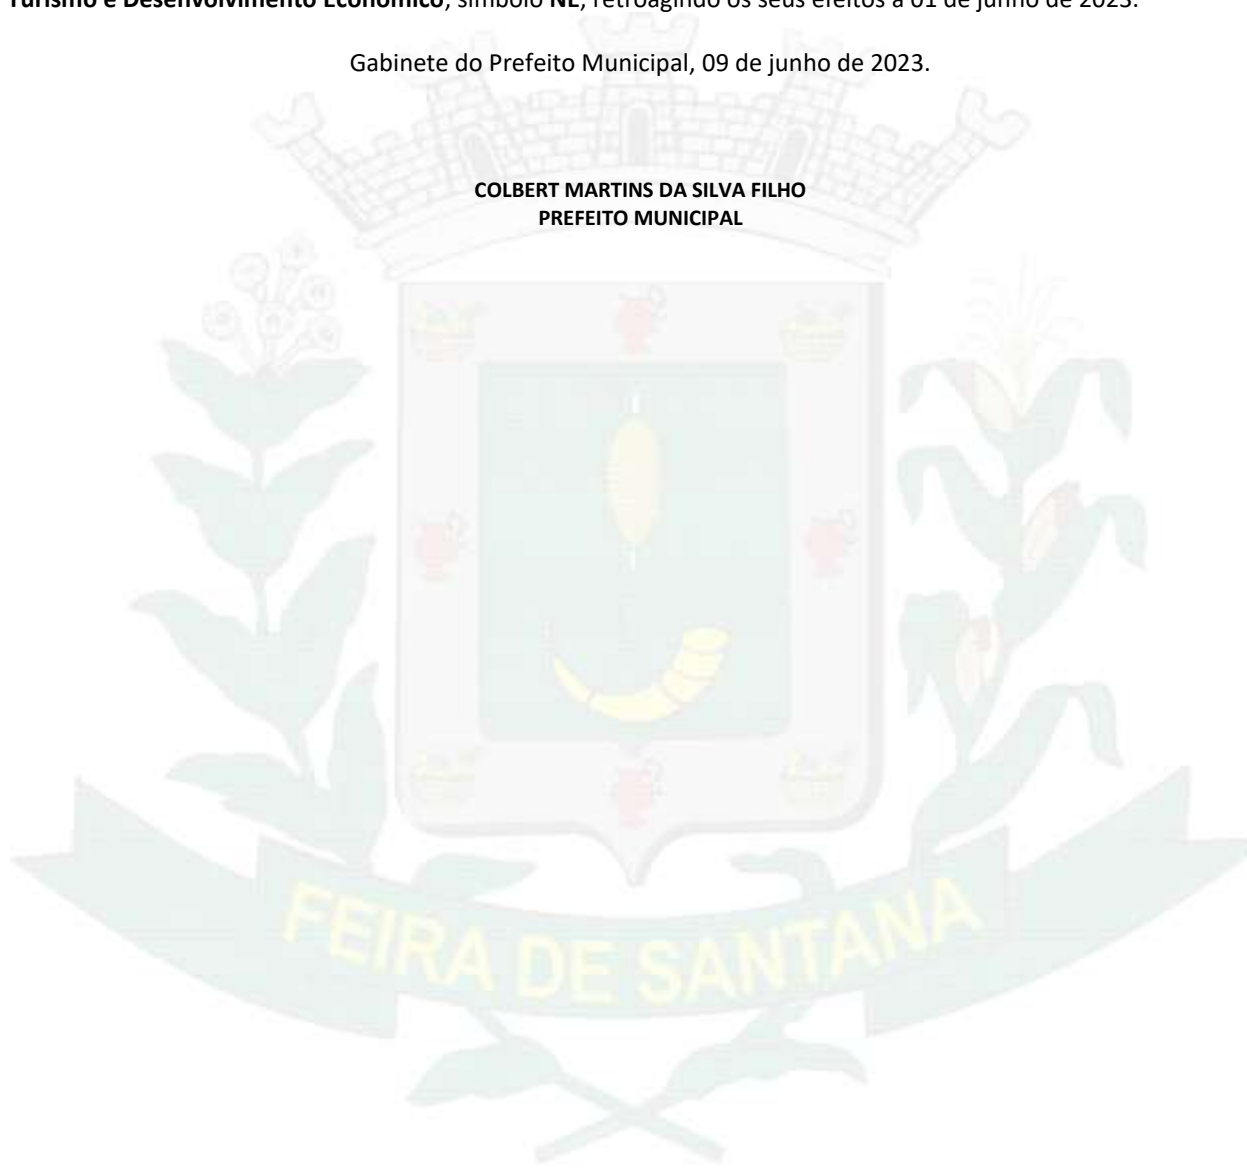 Turismo e Desenvolvimento Econômico, símbolo NE, retroagindo os seus efeitos a 01 de junho de 2023.
Gabinete do Prefeito Municipal, 09 de junho de 2023.
COLBERT MARTINS DA SILVA FILHO
PREFEITO MUNICIPAL
FEIRA DE SANTANA